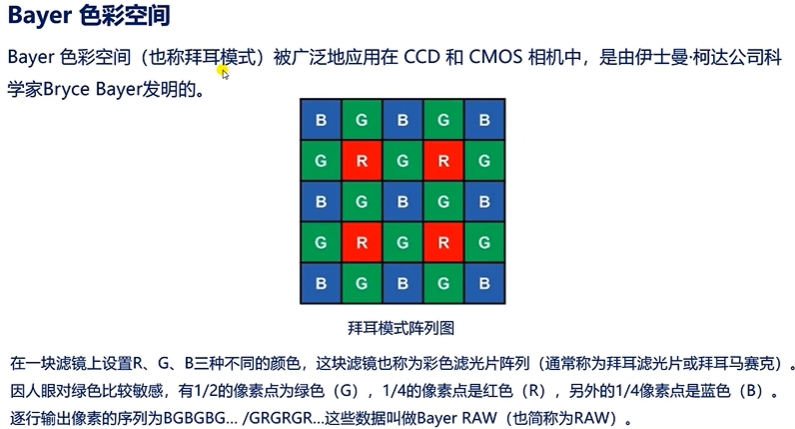 Bayer 色彩空间
Bayer 色彩空间（也称拜耳模式）被广泛地应用在 CCD 和 CMOS 相机中，是由伊士曼·柯达公司科
学家Bryce Bayer发明的。
B G B G B
G R G R G
B G B G B
G R G R G
B G B G B
拜耳模式阵列图
在一块滤镜上设置R、G、B三种不同的颜色，这块滤镜也称为彩色滤光片阵列（通常称为拜耳滤光片或拜耳马赛克）。
因人眼对绿色比较敏感，有1/2的像素点为绿色（G），1/4的像素点是红色（R），另外的1/4像素点是蓝色（B）。
逐行输出像素的序列为BGBGBG... /GRGRGR...这些数据叫做Bayer RAW（也简称为RAW）。